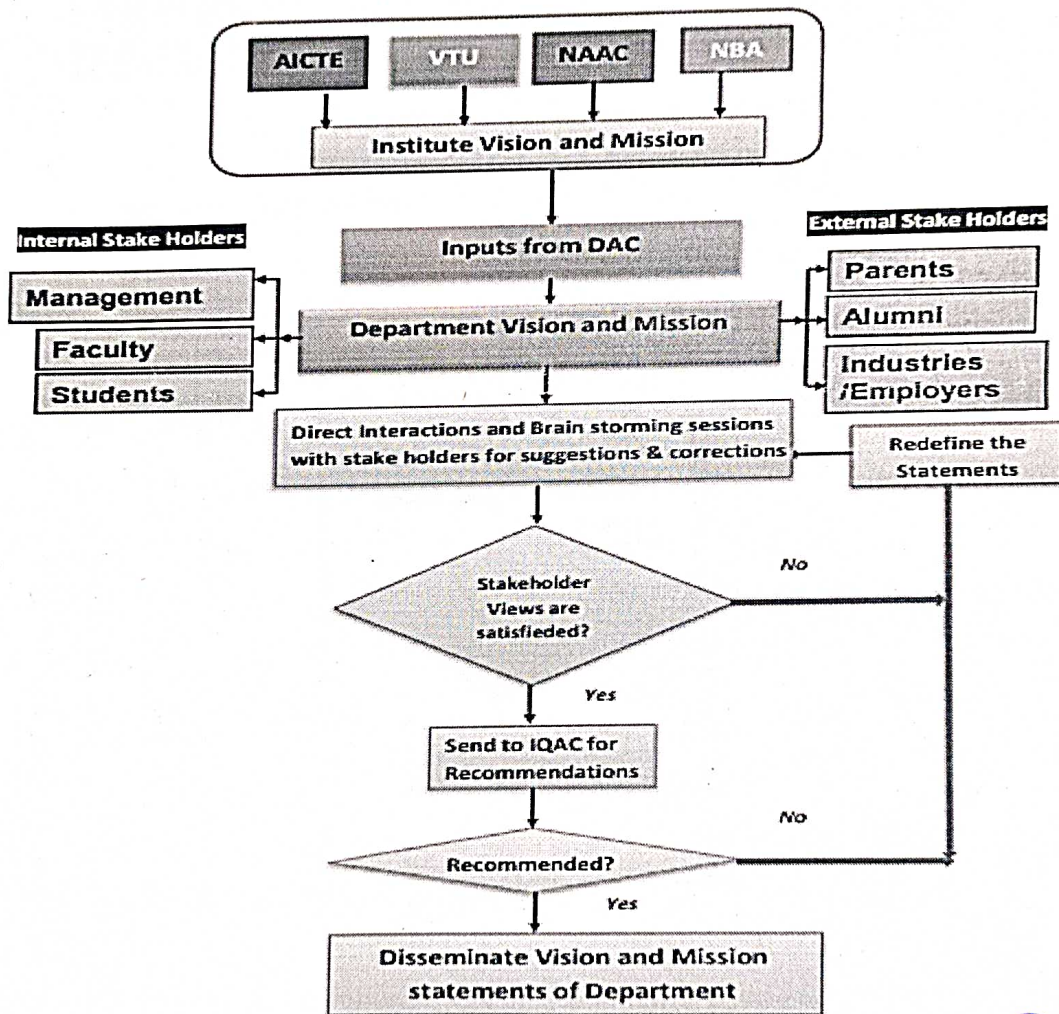 AICTE
VTU
NAAC
NBA
Institute Vision and Mission
Internal Stake Holders
External Stake Holders
Inputs from DAC
Management
Faculty
Students
Department Vision and Mission
Parents
Alumni
Industries
/Employers
Direct Interactions and Brain storming sessions
with stake holders for suggestions & corrections
Redefine the
Statements
Stakeholder
Views are
satisfieded?
No
Yes
Send to IQAC for
Recommendations
No
Recommended?
Yes
Disseminate Vision and Mission
statements of Department